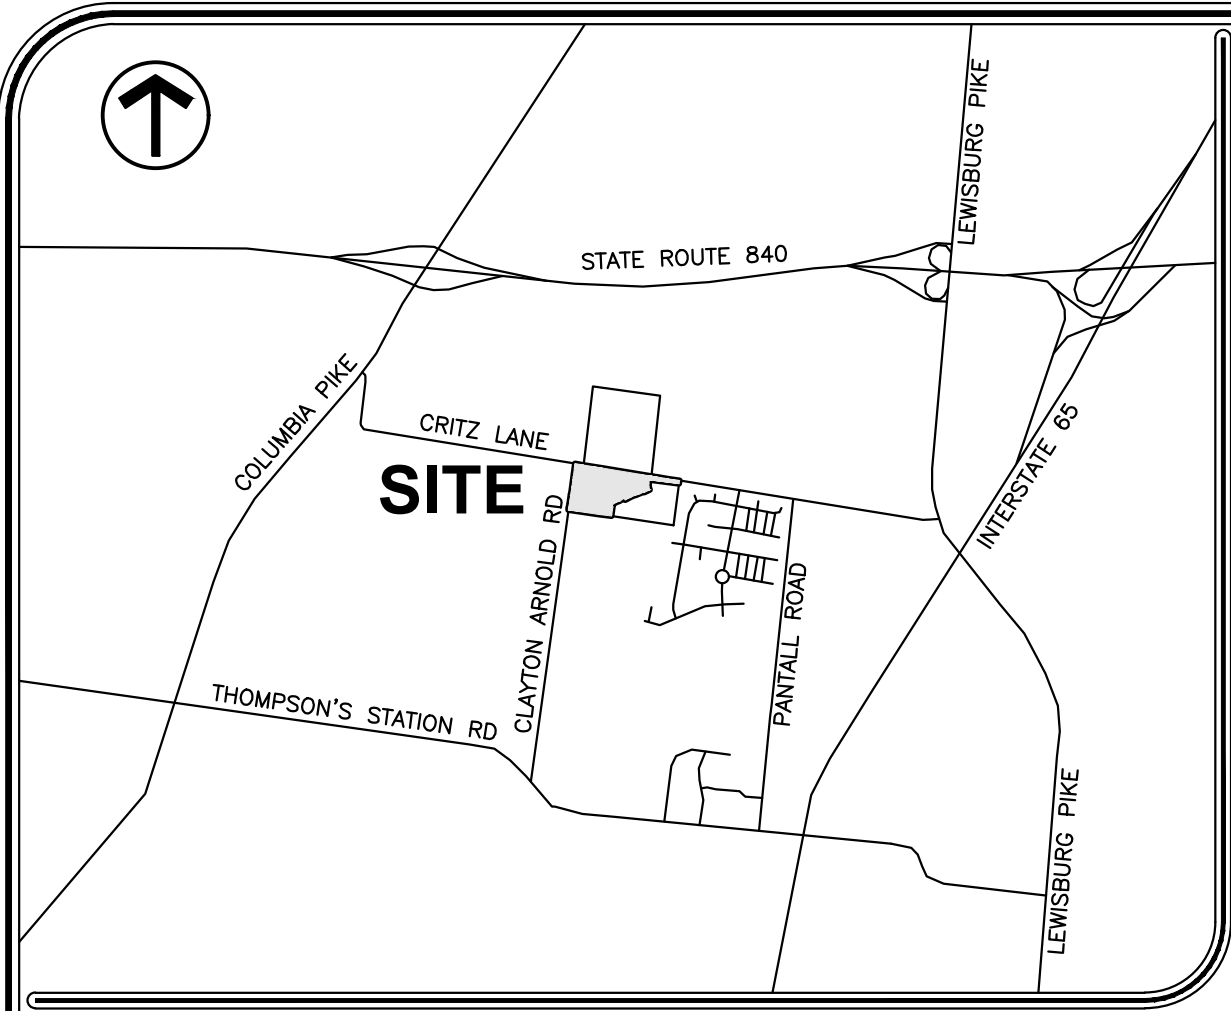 LEWISBURG PIKE
STATE ROUTE 840
COLUMBIA PIKE
CRITZ LANE
INTERSTATE 65
SITE
CLAYTON ARNOLD RD
PANTALL ROAD
THOMPSON'S STATION RD
LEWISBURG PIKE